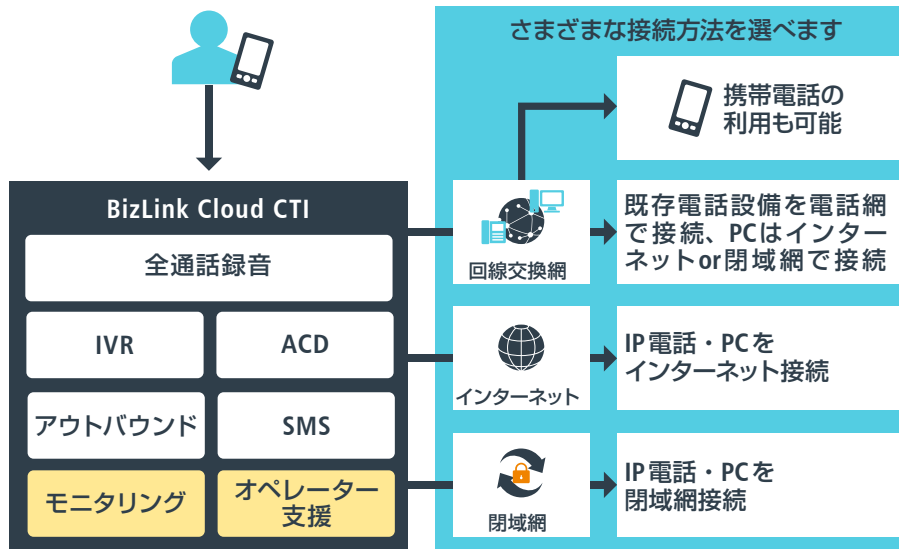 さまざまな接続方法を選べます
携帯電話の
利用も可能
BizLink Cloud CTI
全通話録音
IVR
ACD
アウトバウンド
SMS
モニタリング
オペレーター
支援
回線交換網
既存電話設備を電話網
で接続、PCはインター
ネットor閉域網で接続
インターネット
IP電話・PCを
インターネット接続
閉域網
IP電話・PCを
閉域網接続